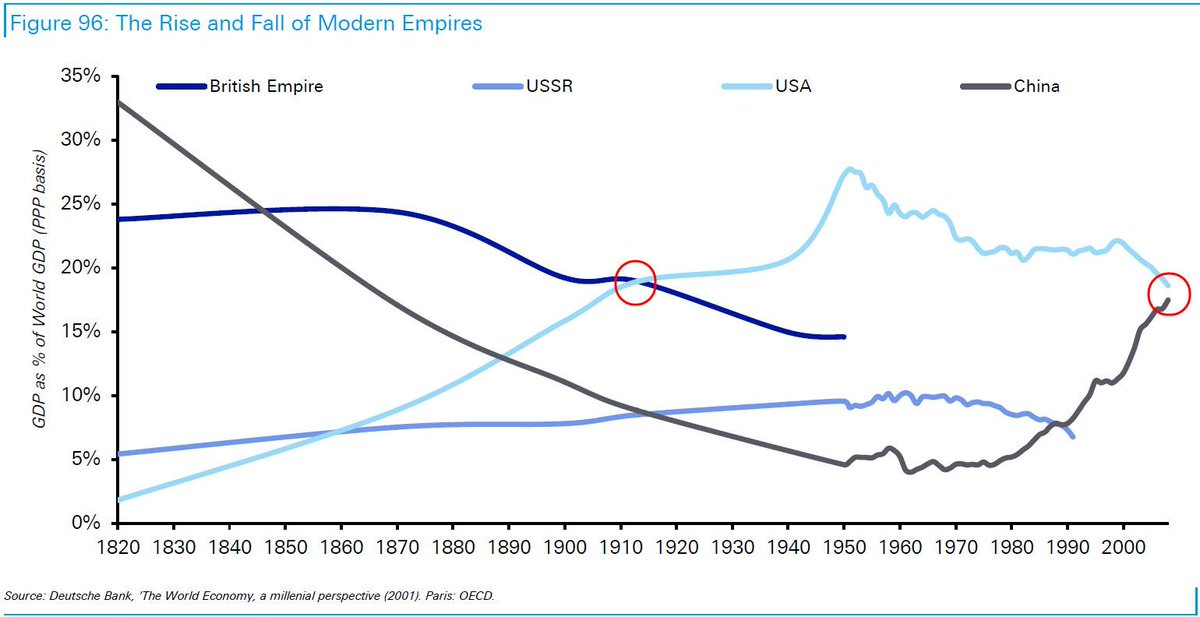 Figure 96: The Rise and Fall of Modern Empires
British Empire USSR USA China
GDP as % of World GDP (PPP basis)
35%
30%
25%
20%
15%
10%
5%
0%
1820 1830 1840 1850 1860 1870 1880 1890 1900 1910 1920 1930 1940 1950 1960 1970 1980 1990 2000
Source: Deutsche Bank, 'The World Economy, a millenial perspective (2001). Paris: OECD.